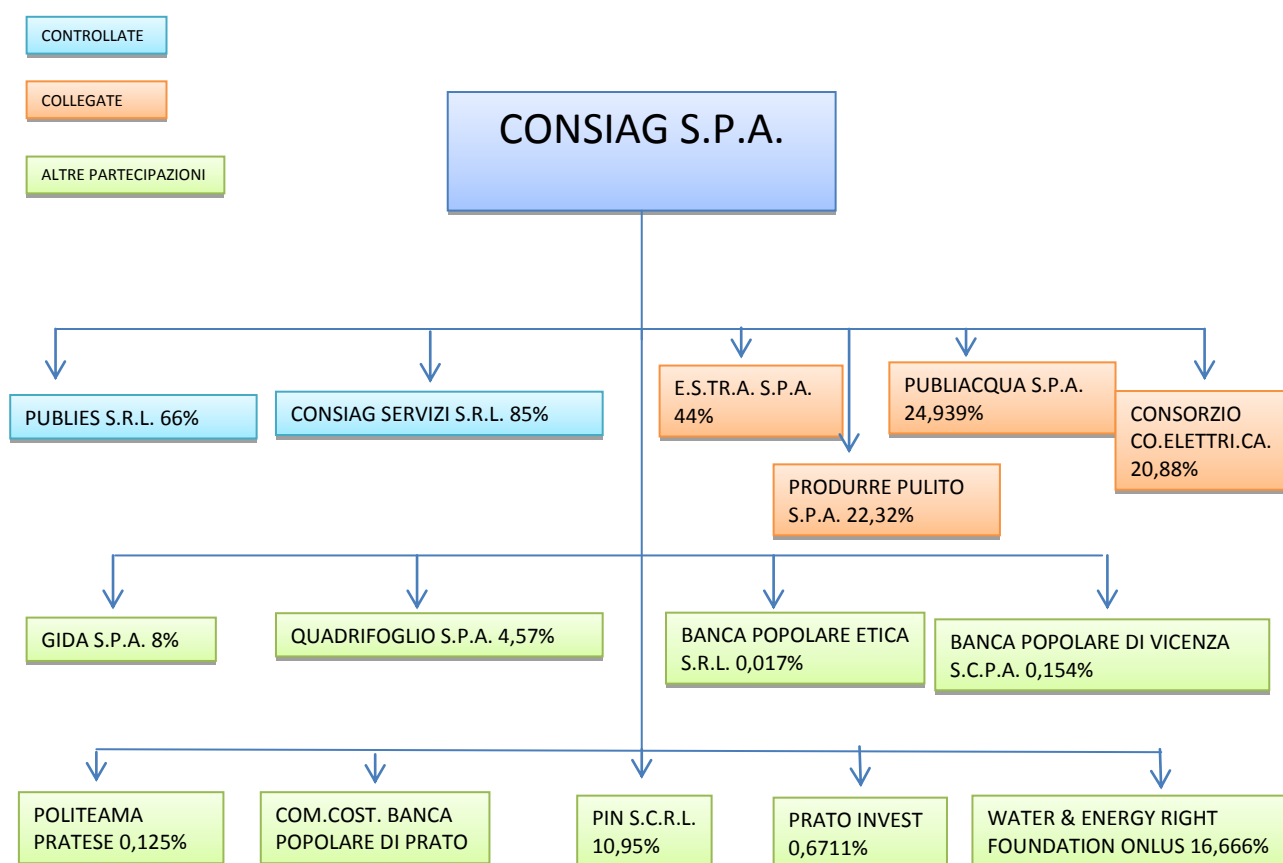 CONTROLLATE
COLLEGATE
ALTRE PARTECIPAZIONI
CONSIAG S.P.A.
PUBLIES S.R.L. 66%
CONSIAG SERVIZI S.R.L. 85%
E.S.TR.A. S.P.A.
44%
PRODURRE PULITO
S.P.A. 22,32%
PUBLIACQUA S.P.A.
24,939%
CONSORZIO
CO.ELETTRI.CA.
20,88%
GIDA S.P.A. 8%
QUADRIFOGLIO S.P.A. 4,57%
BANCA POPOLARE ETICA
S.R.L. 0,017%
BANCA POPOLARE DI VICENZA
S.C.P.A. 0,154%
POLITEAMA
PRATESE 0,125%
COM.COST. BANCA
POPOLARE DI PRATO
PIN S.C.R.L.
10,95%
PRATO INVEST
0,6711%
WATER & ENERGY RIGHT
FOUNDATION ONLUS 16,666%